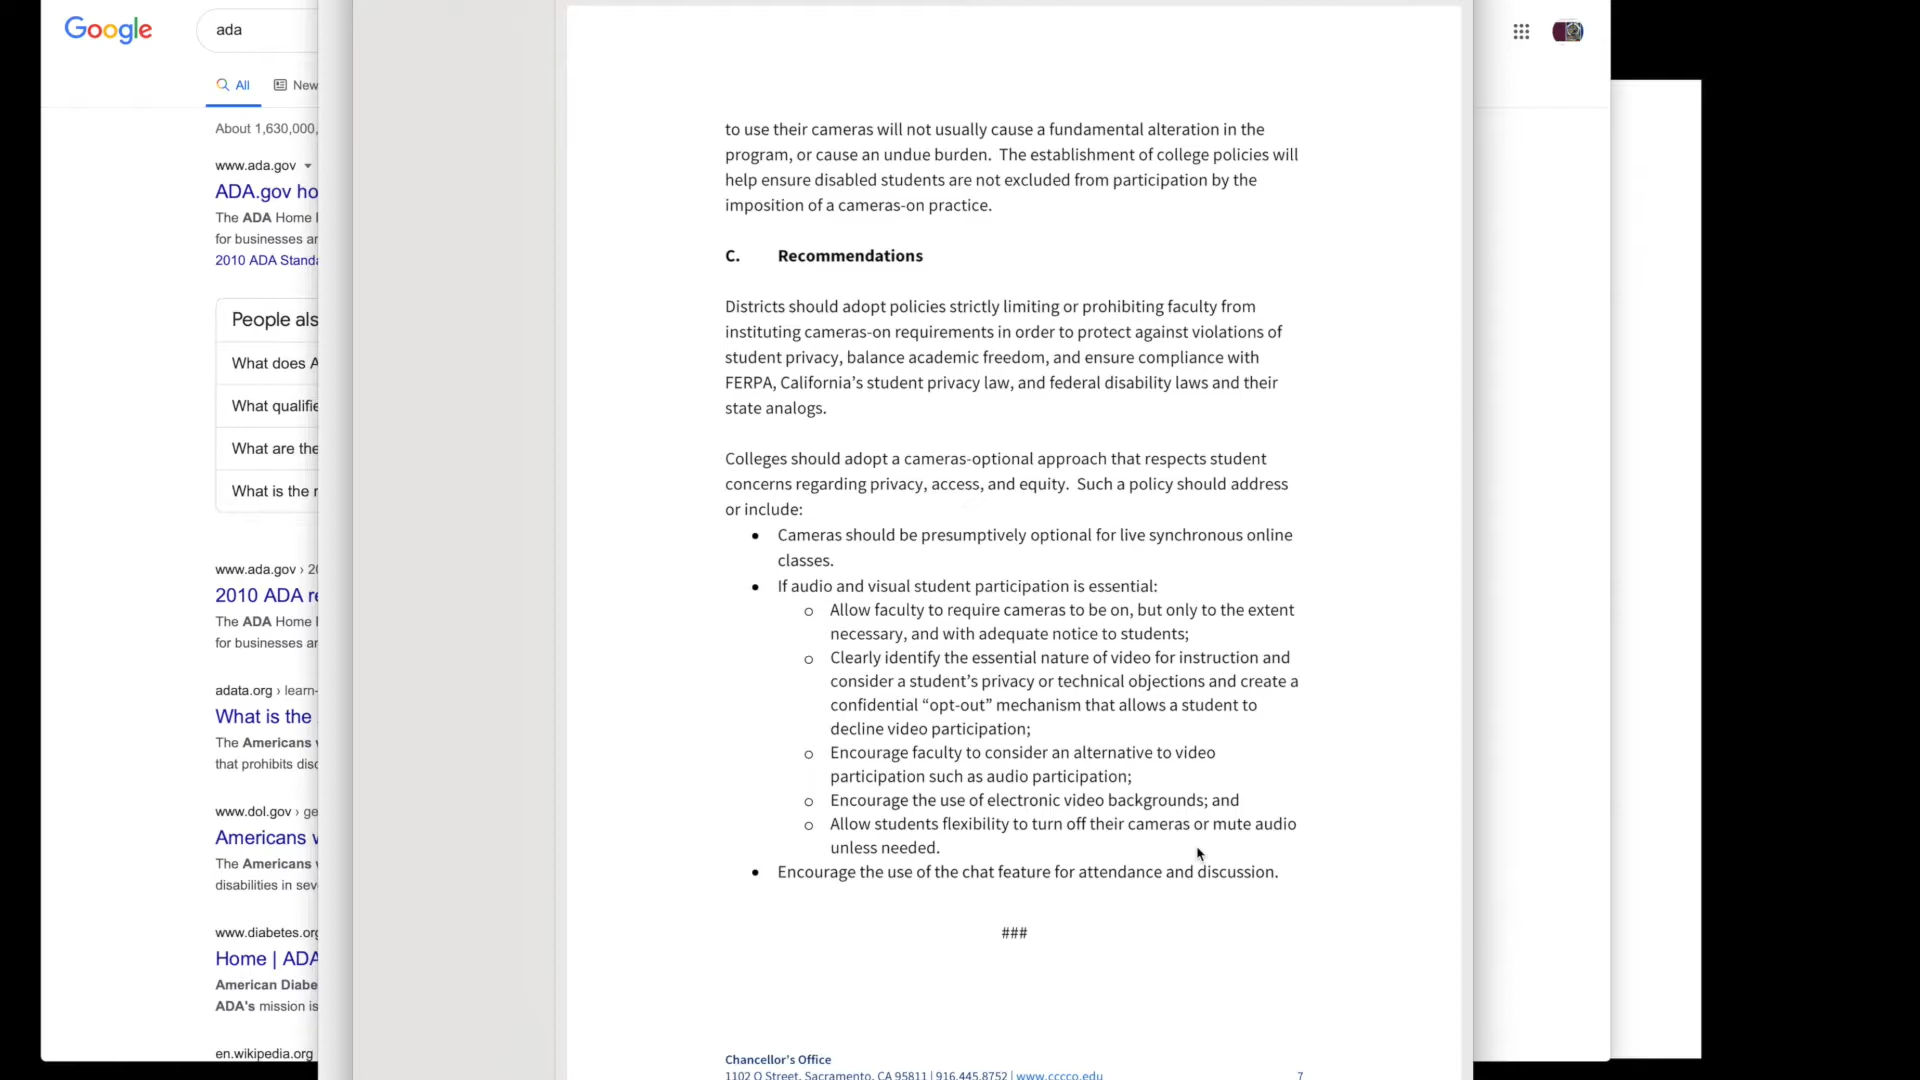 Google
ada
All
New
About 1,630,000,
www.ada.gov
ADA.gov ho
The ADA Home
for businesses ar
2010 ADA Standa
People als
What does A
What qualifie
What are the
What is the r
www.ada.gov › 20
2010 ADA re
The ADA Home
for businesses ar
adata.org › learn-
What is the
The Americans
that prohibits disc
www.dol.gov › ge
Americans
The Americans
disabilities in sev
www.diabetes.org
Home | ADA
American Diabe
ADA's mission is
en.wikipedia.org
to use their cameras will not usually cause a fundamental alteration in the
program, or cause an undue burden. The establishment of college policies will
help ensure disabled students are not excluded from participation by the
imposition of a cameras-on practice.
C. Recommendations
Districts should adopt policies strictly limiting or prohibiting faculty from
instituting cameras-on requirements in order to protect against violations of
student privacy, balance academic freedom, and ensure compliance with
FERPA, California’s student privacy law, and federal disability laws and their
state analogs.
Colleges should adopt a cameras-optional approach that respects student
concerns regarding privacy, access, and equity. Such a policy should address
or include:
• Cameras should be presumptively optional for live synchronous online
classes.
• If audio and visual student participation is essential:
o Allow faculty to require cameras to be on, but only to the extent
necessary, and with adequate notice to students;
o Clearly identify the essential nature of video for instruction and
consider a student’s privacy or technical objections and create a
confidential “opt-out” mechanism that allows a student to
decline video participation;
o Encourage faculty to consider an alternative to video
participation such as audio participation;
o Encourage the use of electronic video backgrounds; and
o Allow students flexibility to turn off their cameras or mute audio
unless needed.
• Encourage the use of the chat feature for attendance and discussion.
###
Chancellor’s Office
1102 Q Street, Sacramento, CA 95811 | 916.445.8752 | www.cccco.edu
7